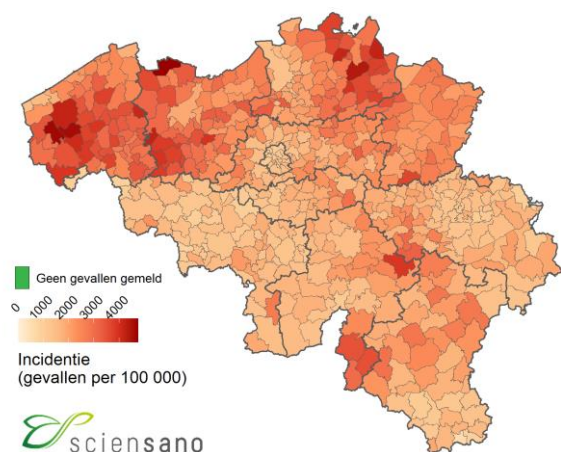 Geen gevallen gemeld
0 1000 2000 3000 4000
Incidentie
(gevallen per 100 000)
sciensano